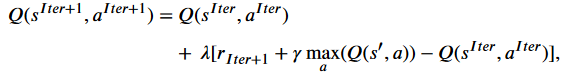 Q(s^{Iter+1}, a^{Iter+1}) = Q(s^{Iter}, a^{Iter})
+ λ[r_{Iter+1} + γ max_a(Q(s′, a)) − Q(s^{Iter}, a^{Iter})],